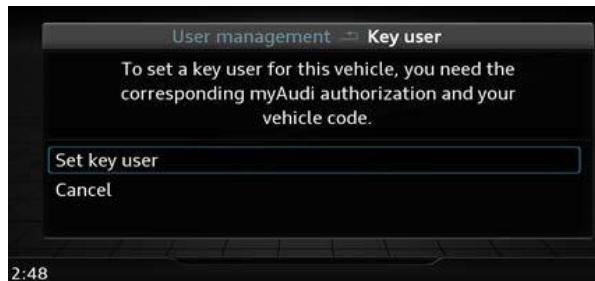 User management Key user
To set a key user for this vehicle, you need the
corresponding myAudi authorization and your
vehicle code.
Set key user
Cancel
2:48